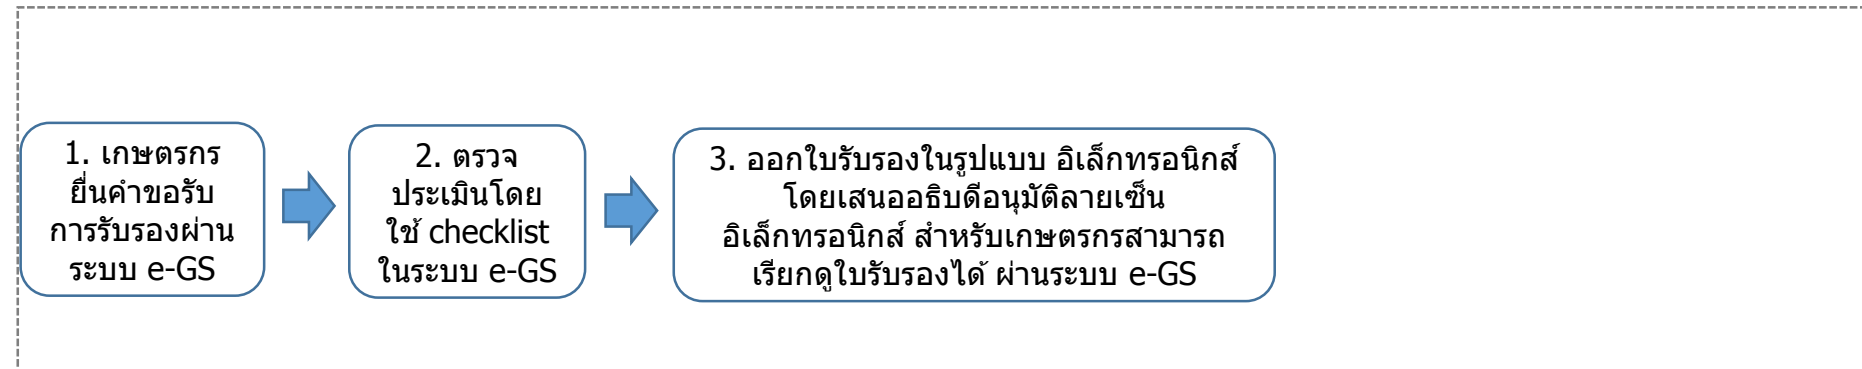 1. เกษตรกร
ยื่นคำขอรับ
การรับรองผ่าน
ระบบ e-GS
2. ตรวจ
ประเมินโดย
ใช้ checklist
ในระบบ e-GS
3. ออกใบรับรองในรูปแบบ อิเล็กทรอนิกส์
โดยเสนออธิบดีอนุมัติลายเซ็น
อิเล็กทรอนิกส์ สำหรับเกษตรกรสามารถ
เรียกดูใบรับรองได้ ผ่านระบบ e-GS